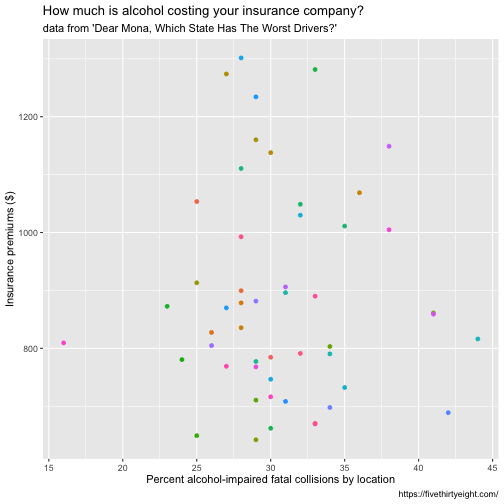 How much is alcohol costing your insurance company?
data from 'Dear Mona, Which State Has The Worst Drivers?'
Insurance premiums ($)
1200
1000
800
15 20 25 30 35 40 45
Percent alcohol-impaired fatal collisions by location
https://fivethirtyeight.com/